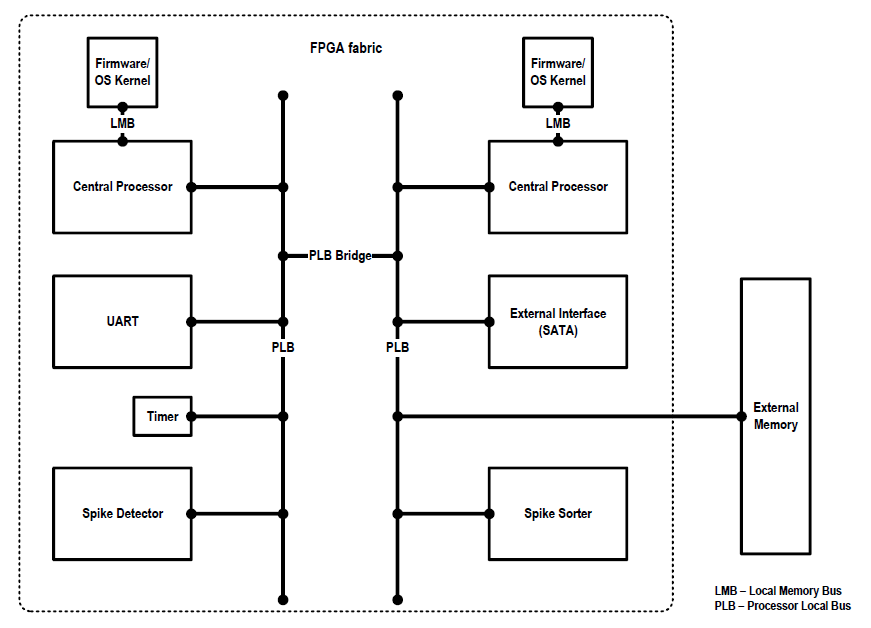 FPGA fabric
Firmware/
OS Kernel
LMB
Central Processor
Firmware/
OS Kernel
LMB
Central Processor
PLB Bridge
UART
External Interface
(SATA)
PLB
PLB
Timer
External
Memory
Spike Detector
Spike Sorter
LMB – Local Memory Bus
PLB – Processor Local Bus